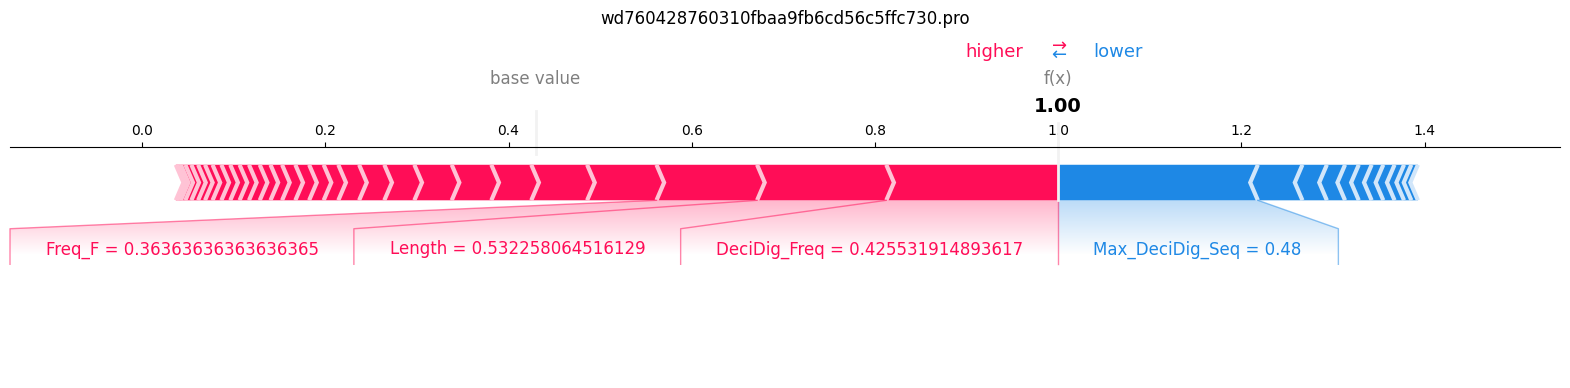 wd760428760310fbaa9fb6cd56c5ffc730.pro
higher ⇄ lower
base value f(x)
1.00
0.0 0.2 0.4 0.6 0.8 1.0 1.2 1.4
Freq_F = 0.36363636363636365 Length = 0.532258064516129 DeciDig_Freq = 0.425531914893617 Max_DeciDig_Seq = 0.48